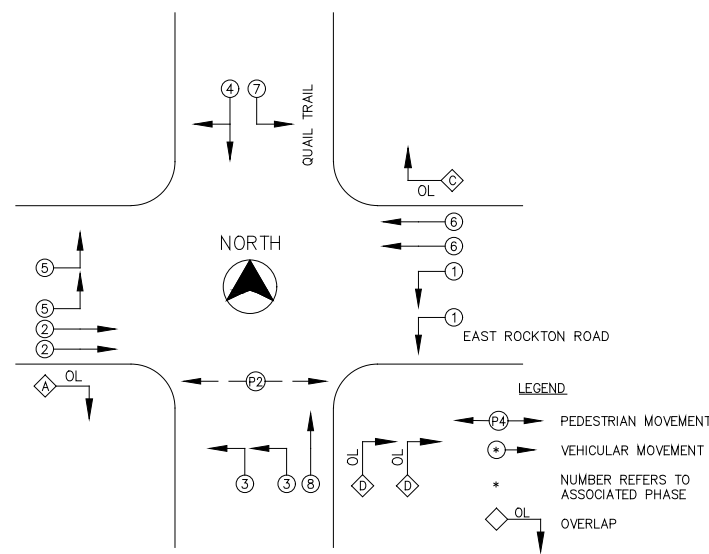 4 7
QUAIL TRAIL
C
OL
6
NORTH
6
5
1
5
2
1
EAST ROCKTON ROAD
2
OL
A
P2
LEGEND
P4 PEDESTRIAN MOVEMENT
OL OL
* VEHICULAR MOVEMENT
3 3 8 D D
* NUMBER REFERS TO
ASSOCIATED PHASE
OL
OVERLAP